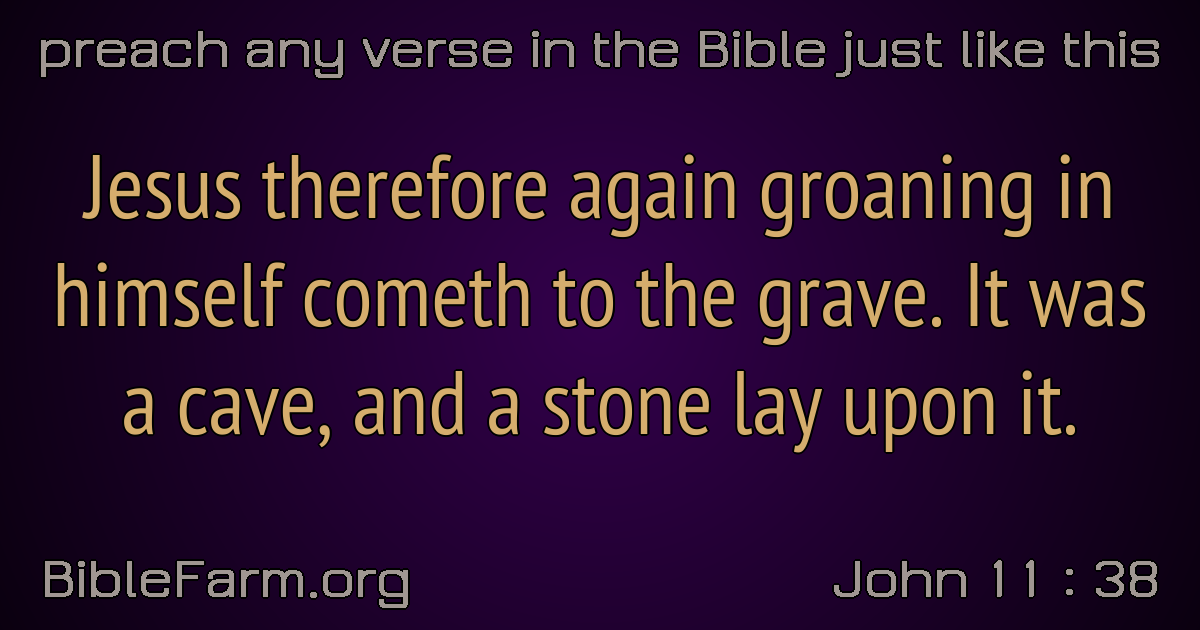 preach any verse in the Bible just like this
Jesus therefore again groaning in
himself cometh to the grave. It was
a cave, and a stone lay upon it.
BibleFarm.org
John 11 : 38